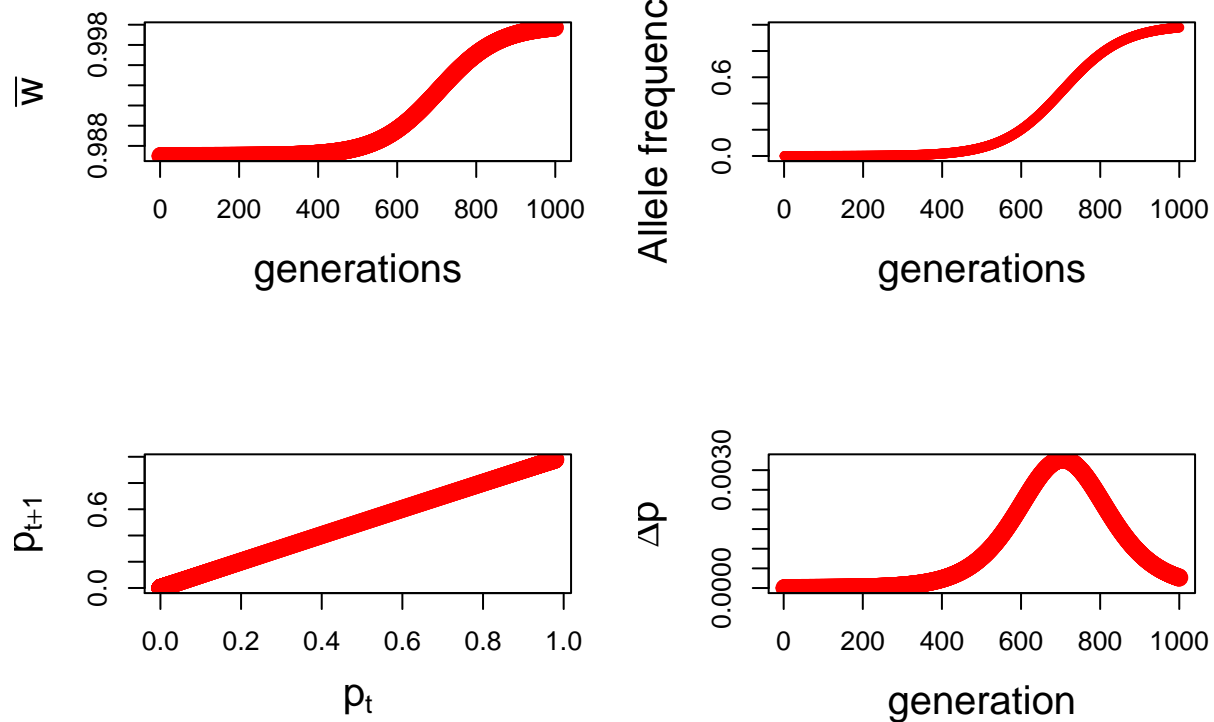 w
0.998
0.988
0 200 400 600 800 1000
generations
Allele frequenc
0.6
0.0
0 200 400 600 800 1000
generations
pt+1
0.6
0.0
0.0 0.2 0.4 0.6 0.8 1.0
pt
Δp
0.0030
0.0000
0 200 400 600 800 1000
generation